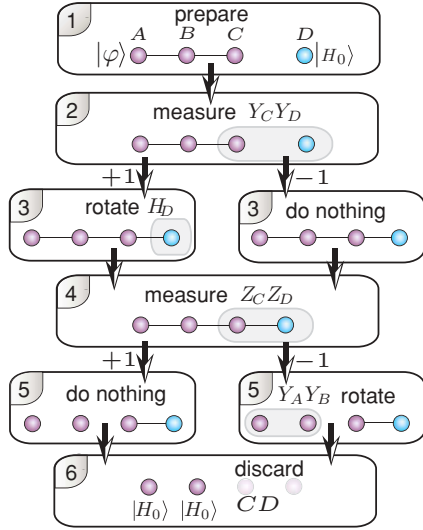 1 prepare
A B C D
|φ⟩ |H₀⟩
2 measure Y_C Y_D
+1 −1
3 rotate H_D
3 do nothing
4 measure Z_C Z_D
+1 −1
5 do nothing
5 Y_A Y_B rotate
6 discard
|H₀⟩ |H₀⟩ CD